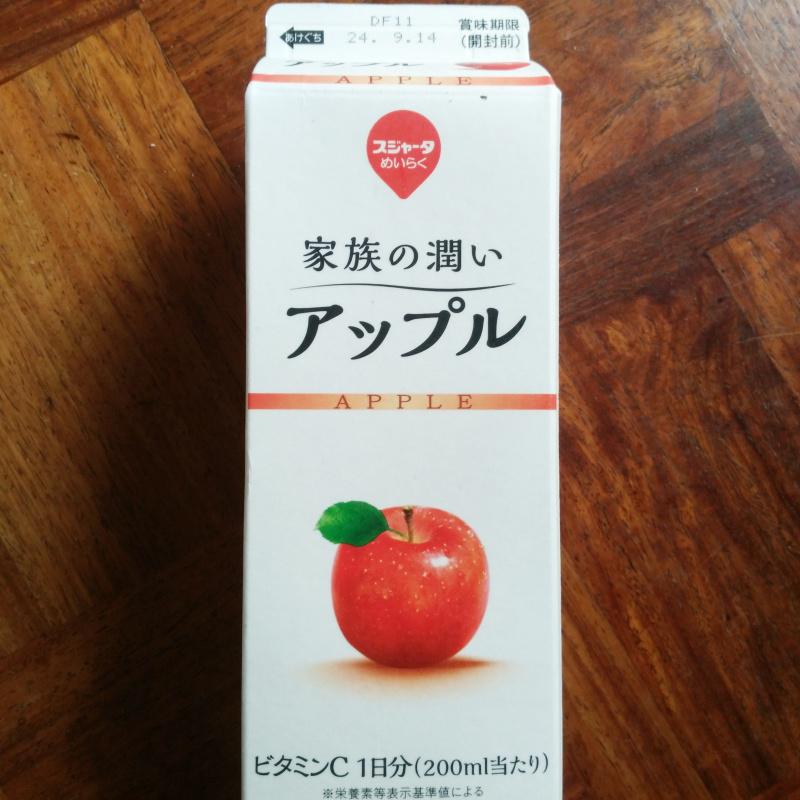 DF11
賞味期限
あけぐち
24. 9.14
(開封前)
アップル
APPLE
スジャータ
めいらく
家族の潤い
アップル
APPLE
ビタミンC 1日分(200ml当たり)
※栄養素等表示基準値による